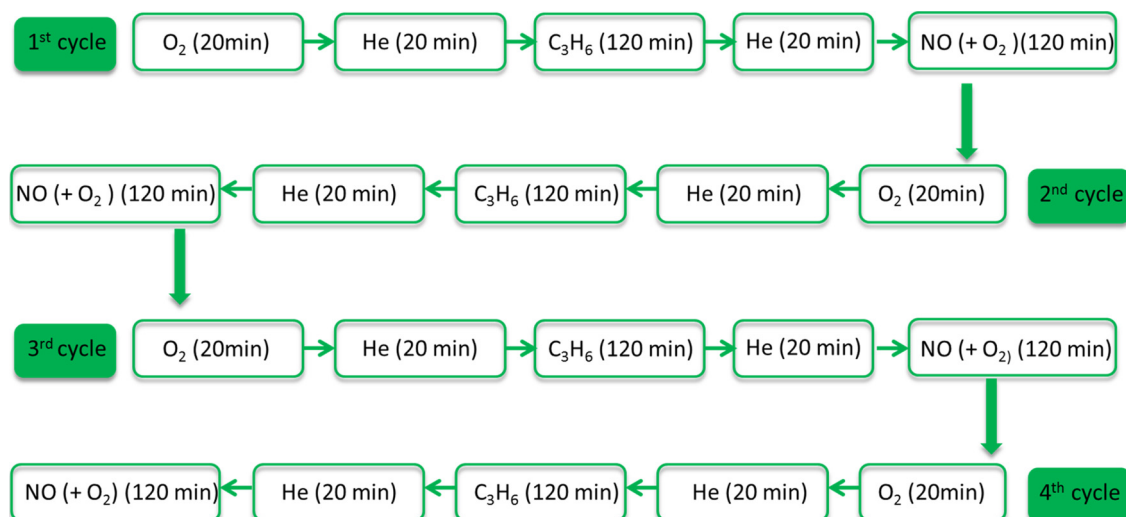 1st cycle O₂ (20min) He (20 min) C₃H₆ (120 min) He (20 min) NO (+ O₂ )(120 min)
NO (+ O₂ ) (120 min) He (20 min) C₃H₆ (120 min) He (20 min) O₂ (20min) 2nd cycle
3rd cycle O₂ (20min) He (20 min) C₃H₆ (120 min) He (20 min) NO (+ O₂) (120 min)
NO (+ O₂) (120 min) He (20 min) C₃H₆ (120 min) He (20 min) O₂ (20min) 4th cycle